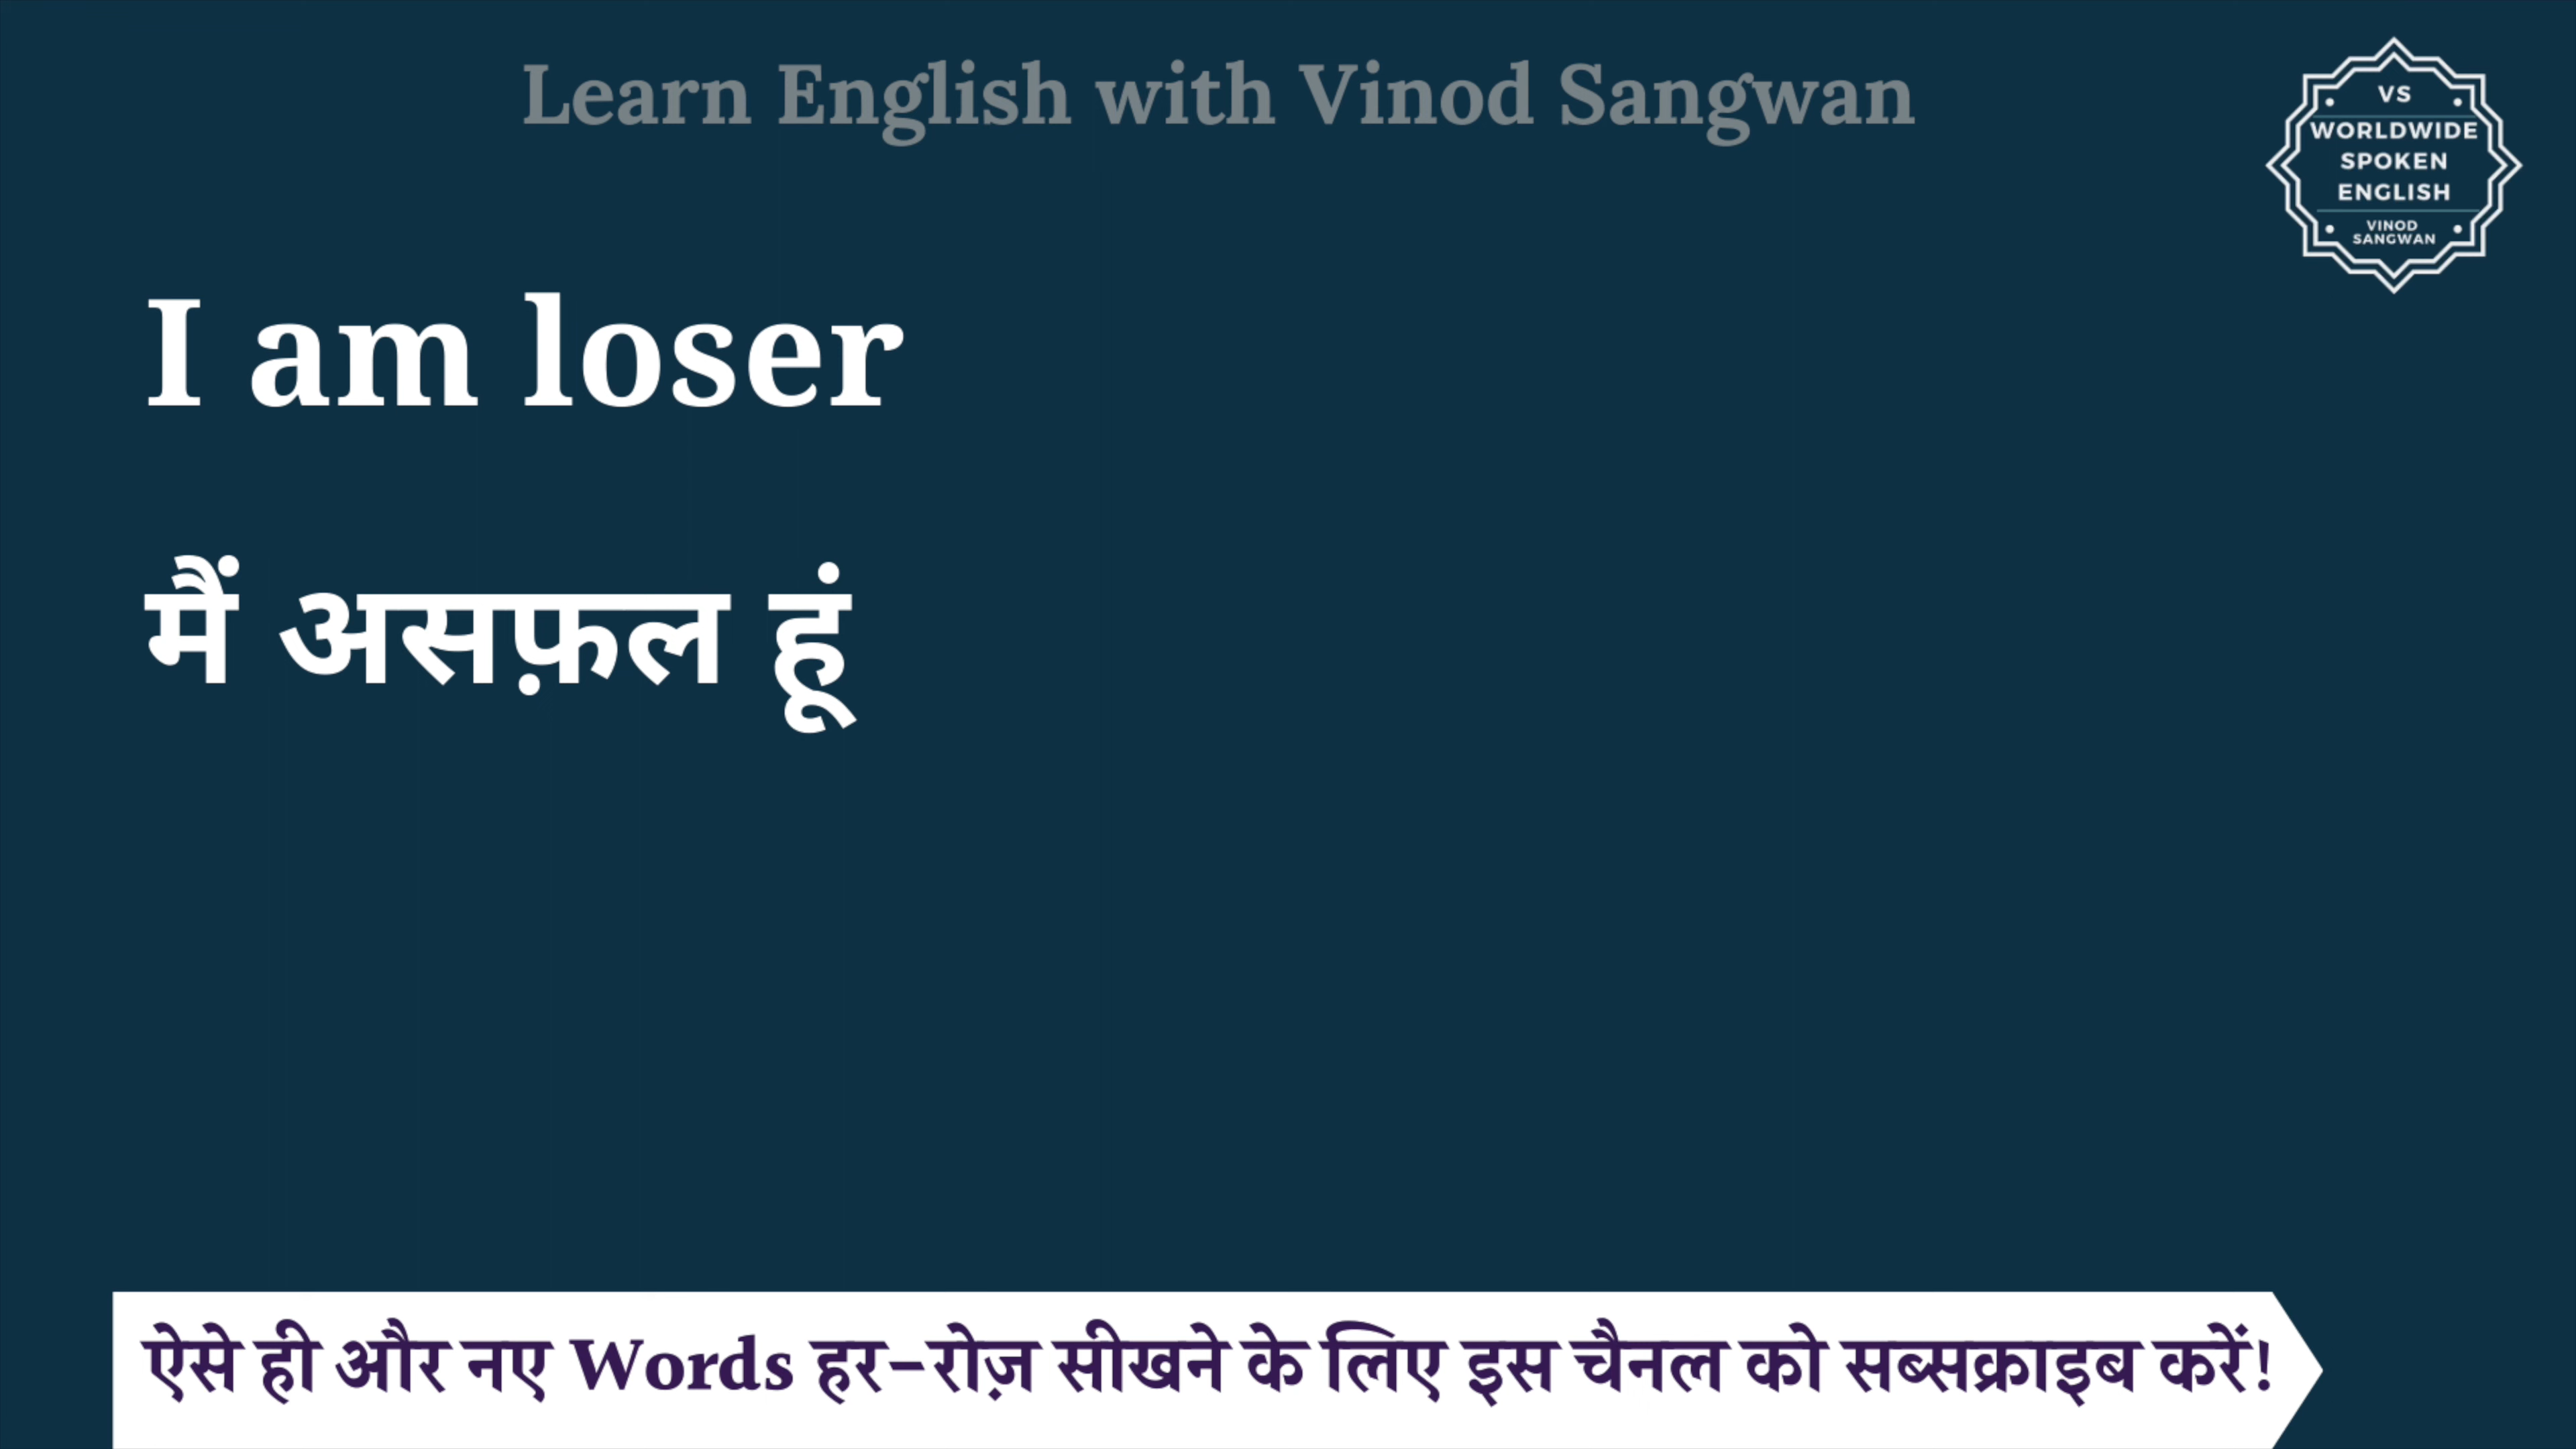 Learn English with Vinod Sangwan
VS
WORLDWIDE
SPOKEN
ENGLISH
VINOD
SANGWAN
I am loser
मैं असफ़ल हूं
ऐसे ही और नए Words हर-रोज़ सीखने के लिए इस चैनल को सब्सक्राइब करें!